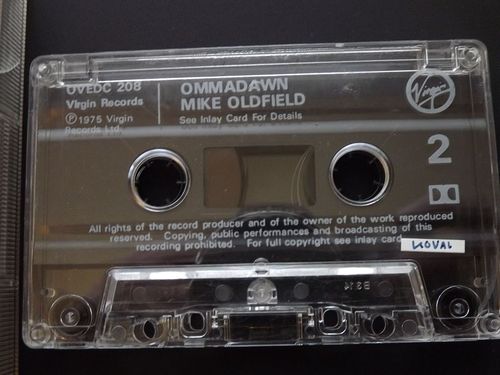 OVEDC 208
Virgin Records
℗ 1975 Virgin
Records Ltd.
OMMADAWN
MIKE OLDFIELD
See Inlay Card For Details
Virgin
2
All rights of the record producer and of the owner of the work reproduced
reserved. Copying, public performances and broadcasting of this
recording prohibited. For full copyright see inlay card
KOVAL